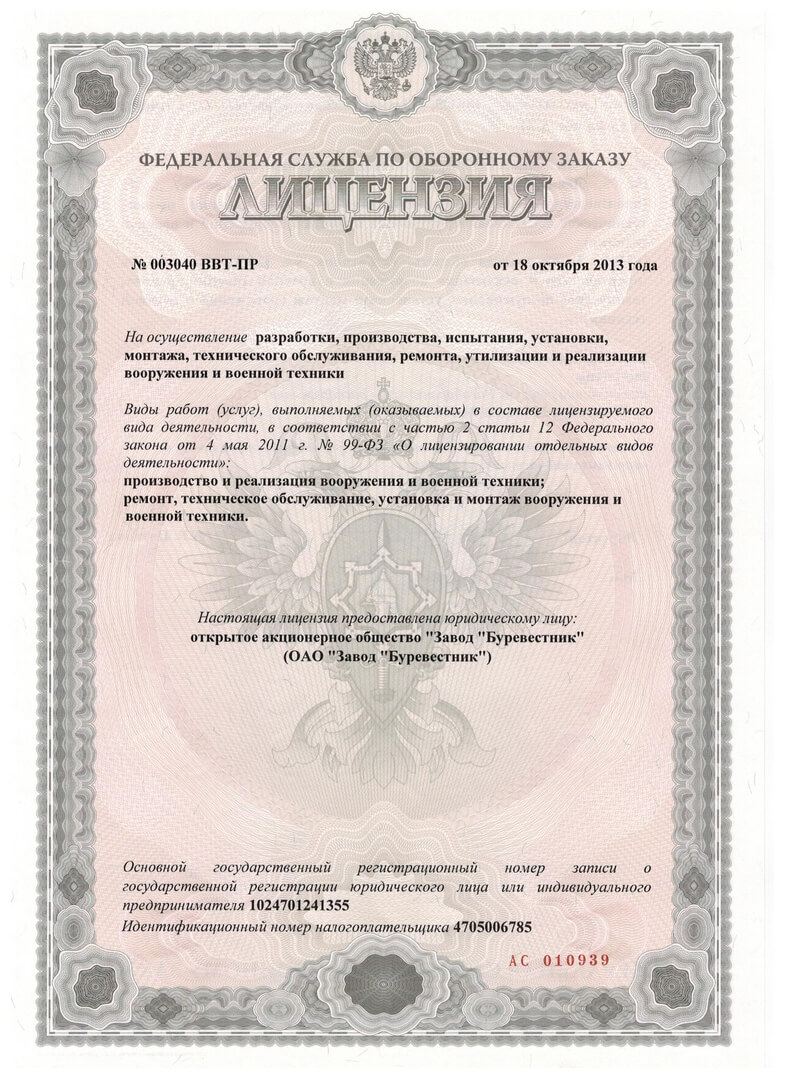 ФЕДЕРАЛЬНАЯ СЛУЖБА ПО ОБОРОННОМУ ЗАКАЗУ
ЛИЦЕНЗИЯ
№ 003040 ВВТ-ПР от 18 октября 2013 года
На осуществление разработки, производства, испытания, установки,
монтажа, технического обслуживания, ремонта, утилизации и реализации
вооружения и военной техники
Виды работ (услуг), выполняемых (оказываемых) в составе лицензируемого
вида деятельности, в соответствии с частью 2 статьи 12 Федерального
закона от 4 мая 2011 г. № 99-ФЗ «О лицензировании отдельных видов
деятельности»:
производство и реализация вооружения и военной техники;
ремонт, техническое обслуживание, установка и монтаж вооружения и
военной техники.
Настоящая лицензия предоставлена юридическому лицу:
открытое акционерное общество "Завод "Буревестник"
(ОАО "Завод "Буревестник")
Основной государственный регистрационный номер записи о
государственной регистрации юридического лица или индивидуального
предпринимателя 1024701241355
Идентификационный номер налогоплательщика 4705006785
АС 010939